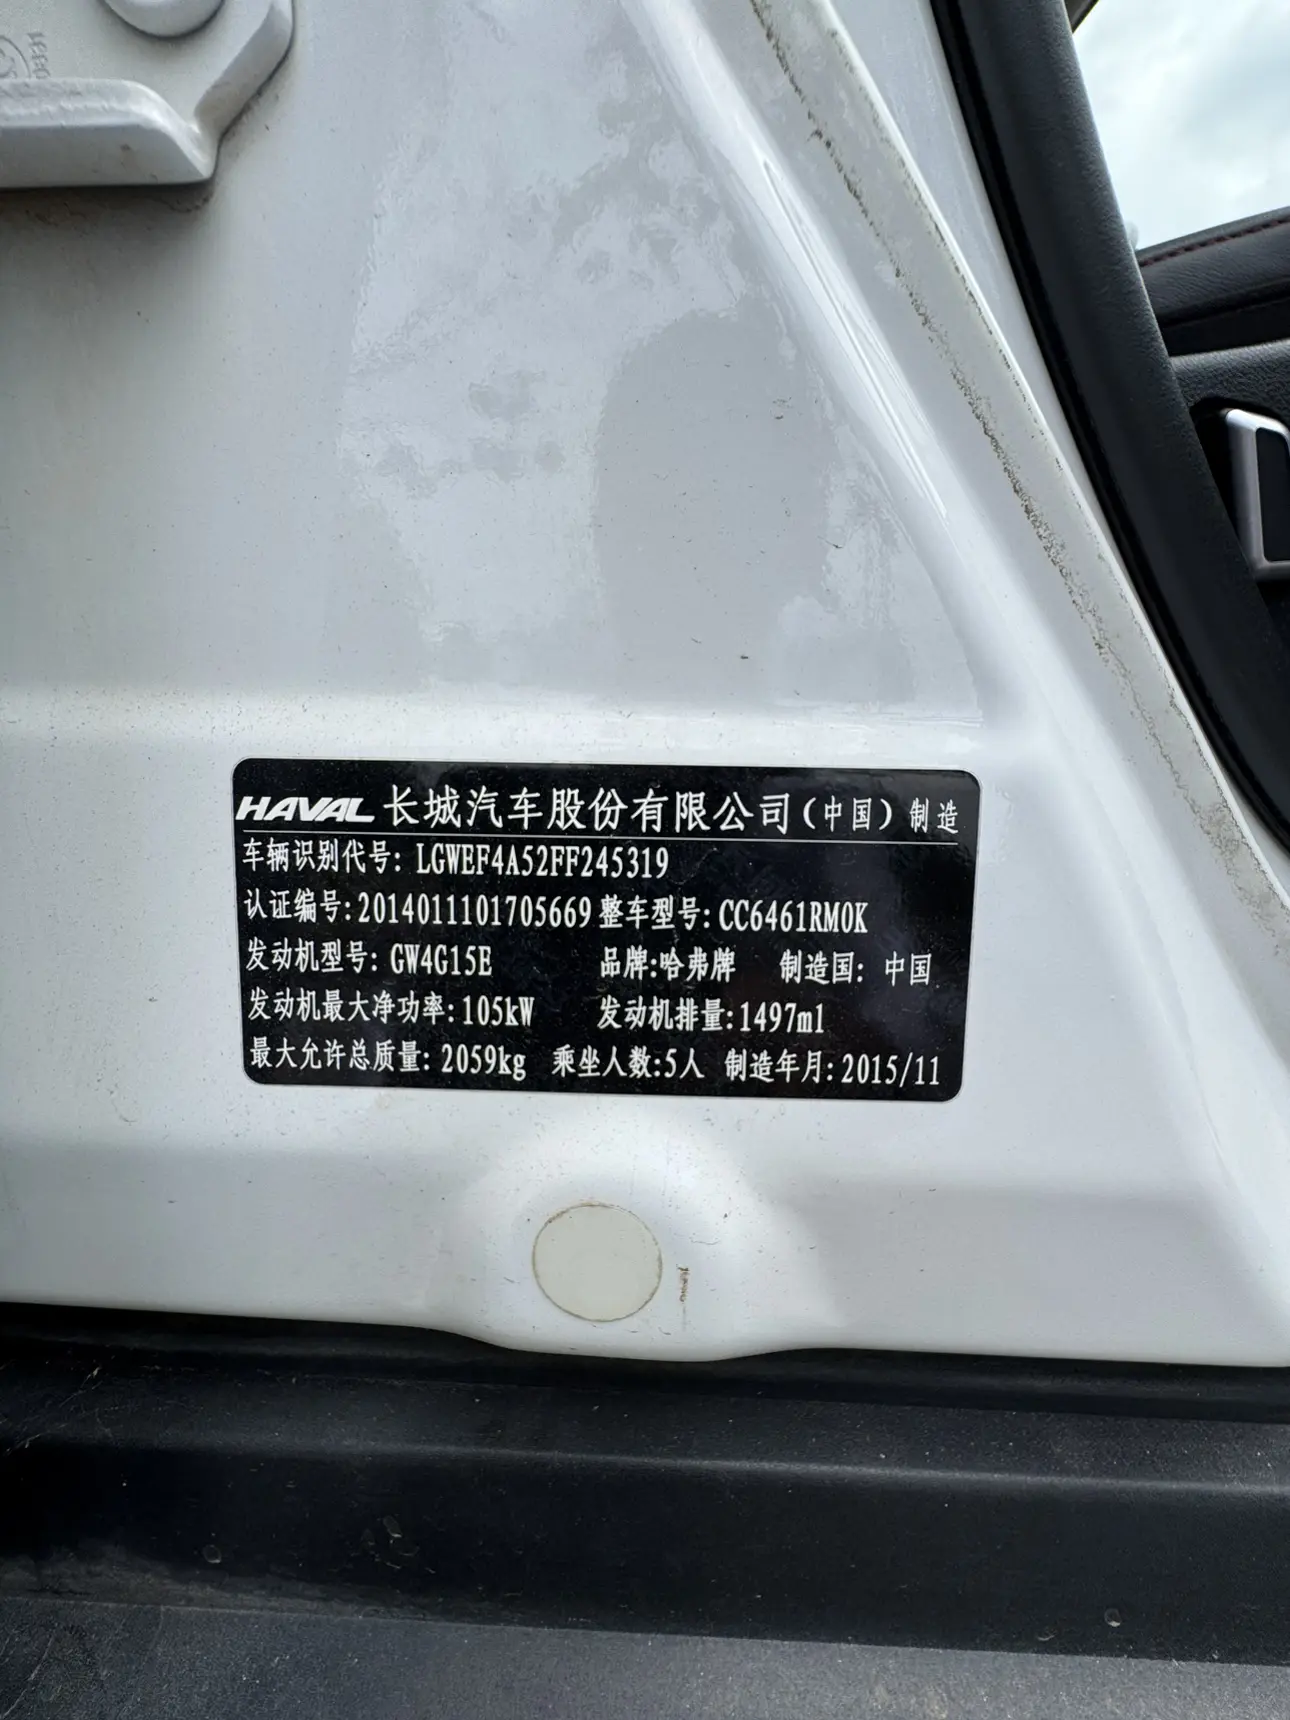 HAVAL 长城汽车股份有限公司(中国)制造
车辆识别代号: LGWEF4A52FF245319
认证编号:2014011101705669 整车型号:CC6461RM0K
发动机型号: GW4G15E 品牌:哈弗牌 制造国: 中国
发动机最大净功率:105kW 发动机排量:1497ml
最大允许总质量: 2059kg 乘坐人数:5人 制造年月:2015/11